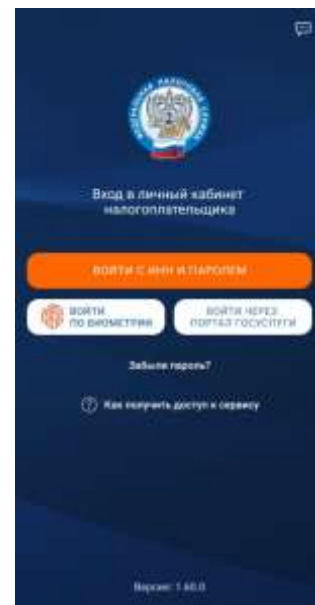 Вход в личный кабинет
налогоплательщика
ВОЙТИ С ИНН И ПАРОЛЕМ
ВОЙТИ
ПО БИОМЕТРИИ
ВОЙТИ ЧЕРЕЗ
ПОРТАЛ ГОСУСЛУГИ
Забыли пароль?
Как получить доступ к сервису